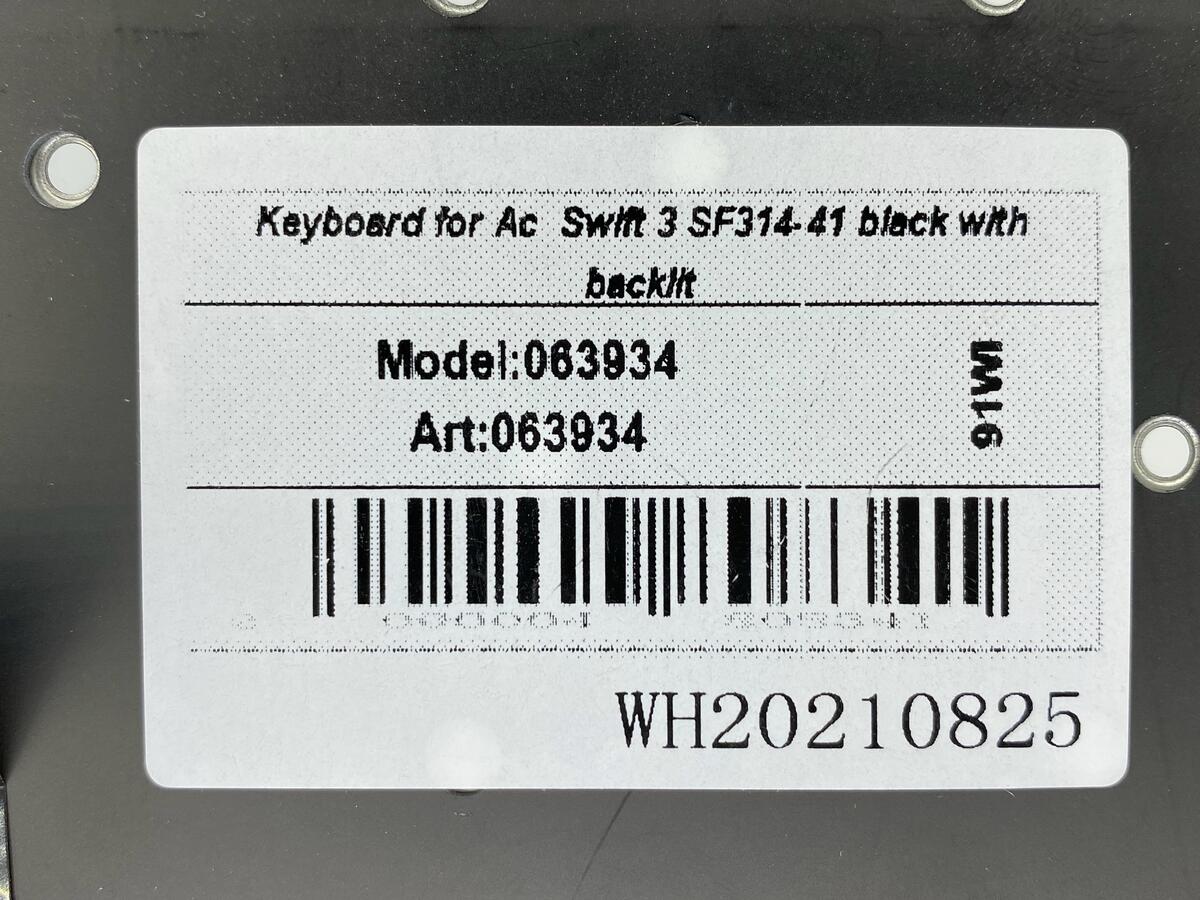 Keyboard for Ac Swift 3 SF314-41 black with
backlit
Model:063934
Art:063934
91WI
WH20210825